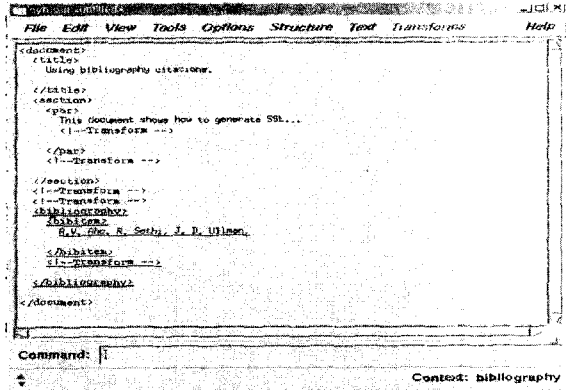 File Edit View Tools Options Structure Text Transforms Help
<document>
<title>
Using bibliography citations.
</title>
<section>
<par>
This document shows how to generate SSL...
<!--Transform -->
</par>
<!--Transform -->
</section>
<!--Transform -->
<!--Transform -->
<bibliography>
<bibitem>
A.V. Aho, R. Sethi, J. D. Ullman.
</bibitem>
<!--Transform -->
</bibliography>
</document>
Command:
Context: bibliography